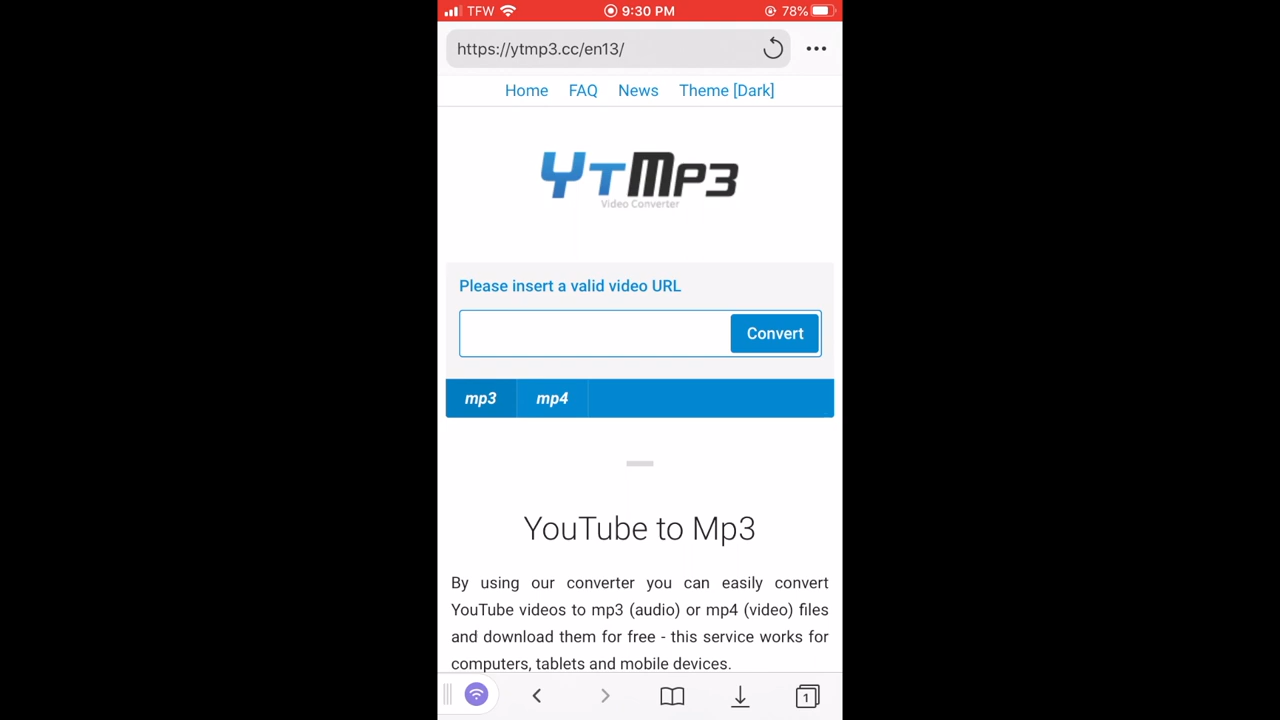 TFW 9:30 PM 78%
https://ytmp3.cc/en13/
Home FAQ News Theme [Dark]
YTMP3
Video Converter
Please insert a valid video URL
Convert
mp3 mp4
YouTube to Mp3
By using our converter you can easily convert
YouTube videos to mp3 (audio) or mp4 (video) files
and download them for free - this service works for
computers, tablets and mobile devices.
1